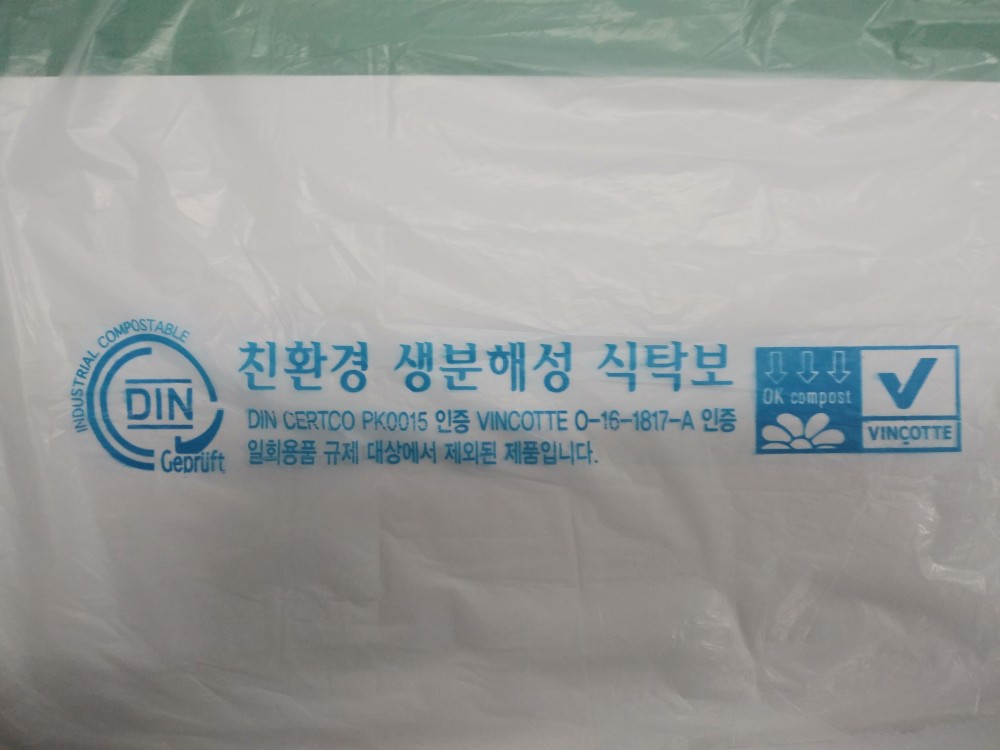 INDUSTRIAL COMPOSTABLE
DIN
Geprüft
친환경 생분해성 식탁보
DIN CERTCO PK0015 인증 VINCOTTE O-16-1817-A 인증
일회용품 규제 대상에서 제외된 제품입니다.
OK compost
VINÇOTTE